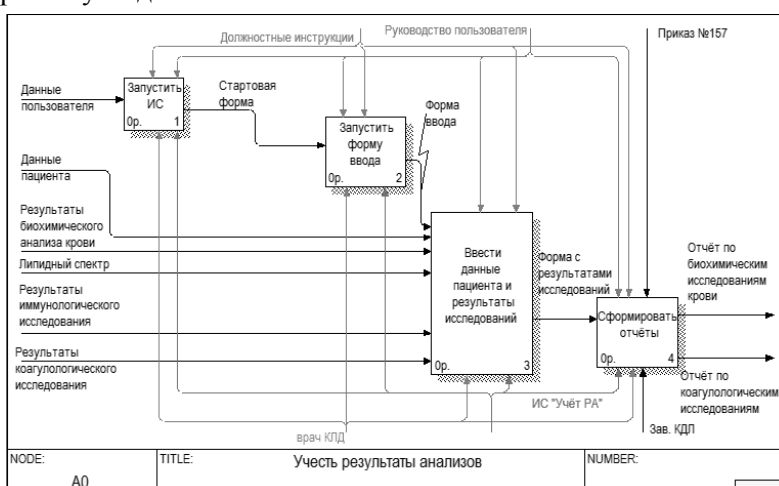 Должностные инструкции
Руководство пользователя
Приказ №157
Данные
пользователя
Запустить
ИС
0р. 1
Стартовая
форма
Запустить
форму
ввода
0р. 2
Форма
ввода
Данные
пациента
Результаты
биохимического
анализа крови
Липидный спектр
Результаты
иммунологического
исследования
Результаты
коагулологического
исследования
Ввести
данные
пациента и
результаты
исследований
0р. 3
Форма с
результатами
исследований
Сформировать
отчёты
0р. 4
Отчёт по
биохимическим
исследованиям
крови
Отчёт по
коагулологическим
исследованиям
ИС "Учёт РА"
врач КПД
Зав. КДЛ
NODE:
A0
TITLE:
Учесть результаты анализов
NUMBER: